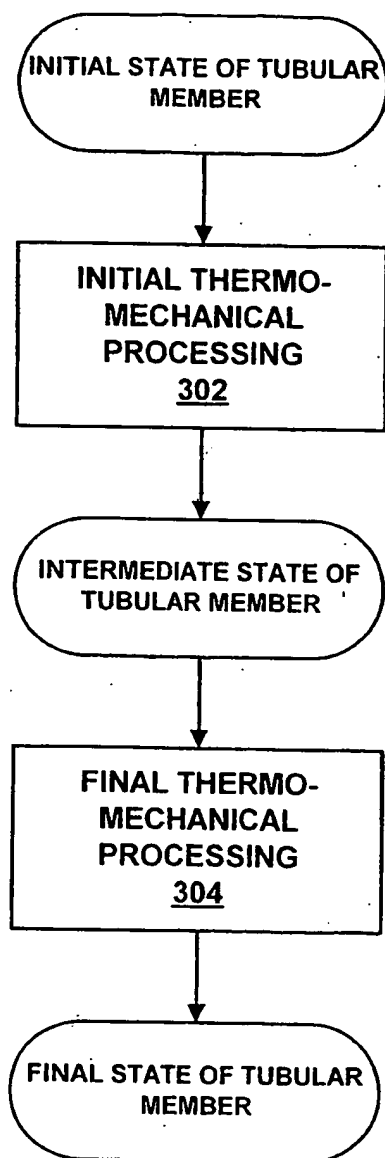 INITIAL STATE OF TUBULAR
MEMBER
INITIAL THERMO-
MECHANICAL
PROCESSING
302
INTERMEDIATE STATE OF
TUBULAR MEMBER
FINAL THERMO-
MECHANICAL
PROCESSING
304
FINAL STATE OF TUBULAR
MEMBER